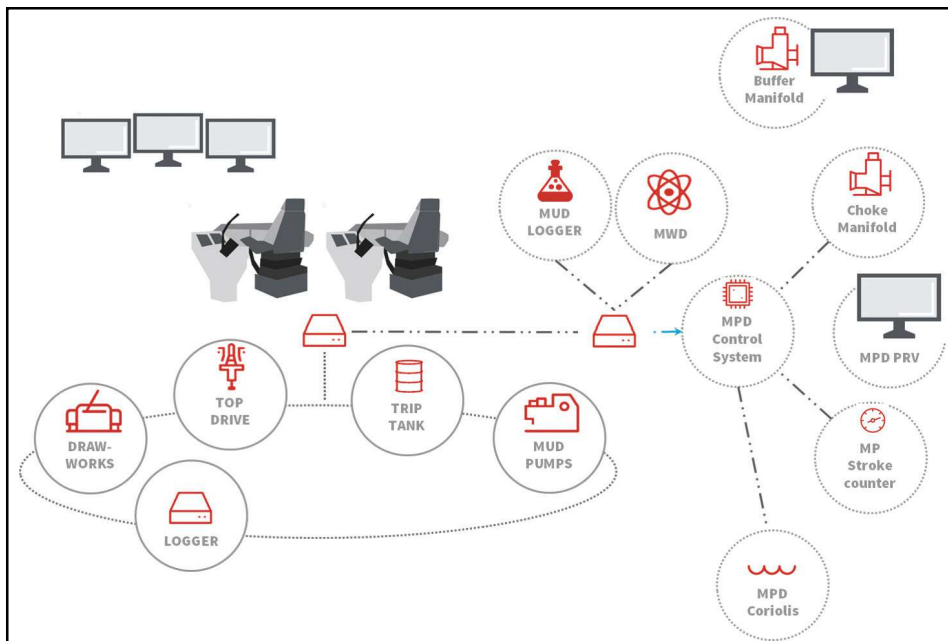 Buffer
Manifold
MUD
LOGGER
MWD
Choke
Manifold
MPD
Control
System
MPD PRV
TOP
DRIVE
TRIP
TANK
DRAW-
WORKS
MUD
PUMPS
MP
Stroke
counter
LOGGER
MPD
Coriolis